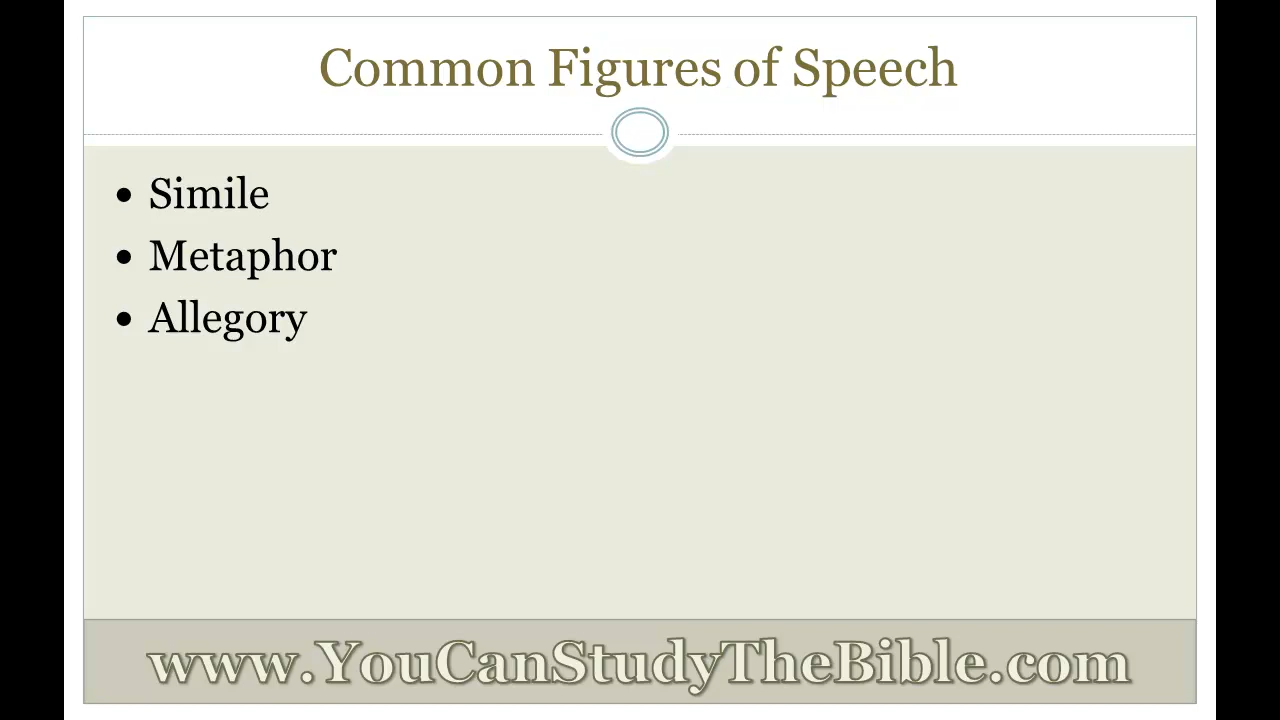 Common Figures of Speech
• Simile
• Metaphor
• Allegory
www.YouCanStudyTheBible.com